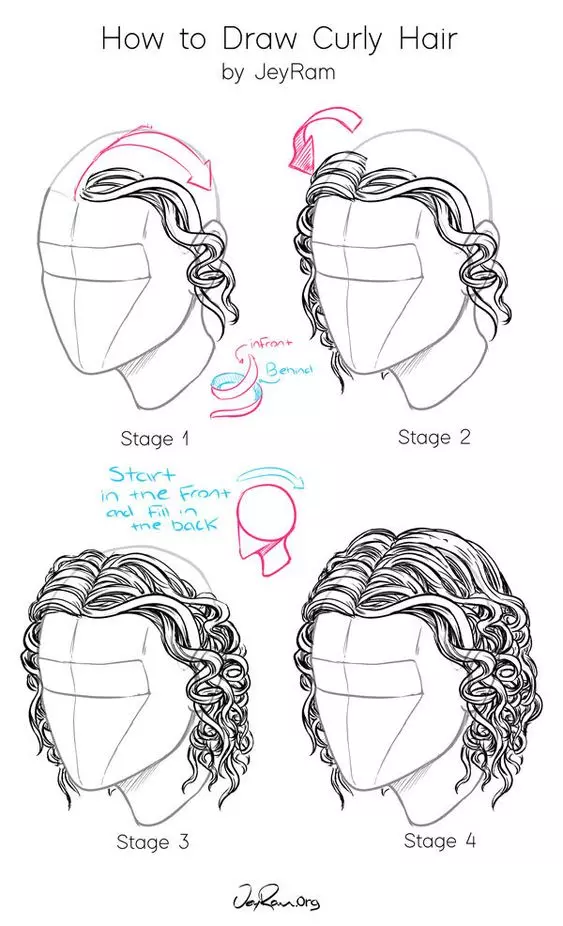 How to Draw Curly Hair
by JeyRam
infront
Behind
Stage 1
Stage 2
Start
in the Front
and Fill in
the back
Stage 3
Stage 4
JeyRam.org